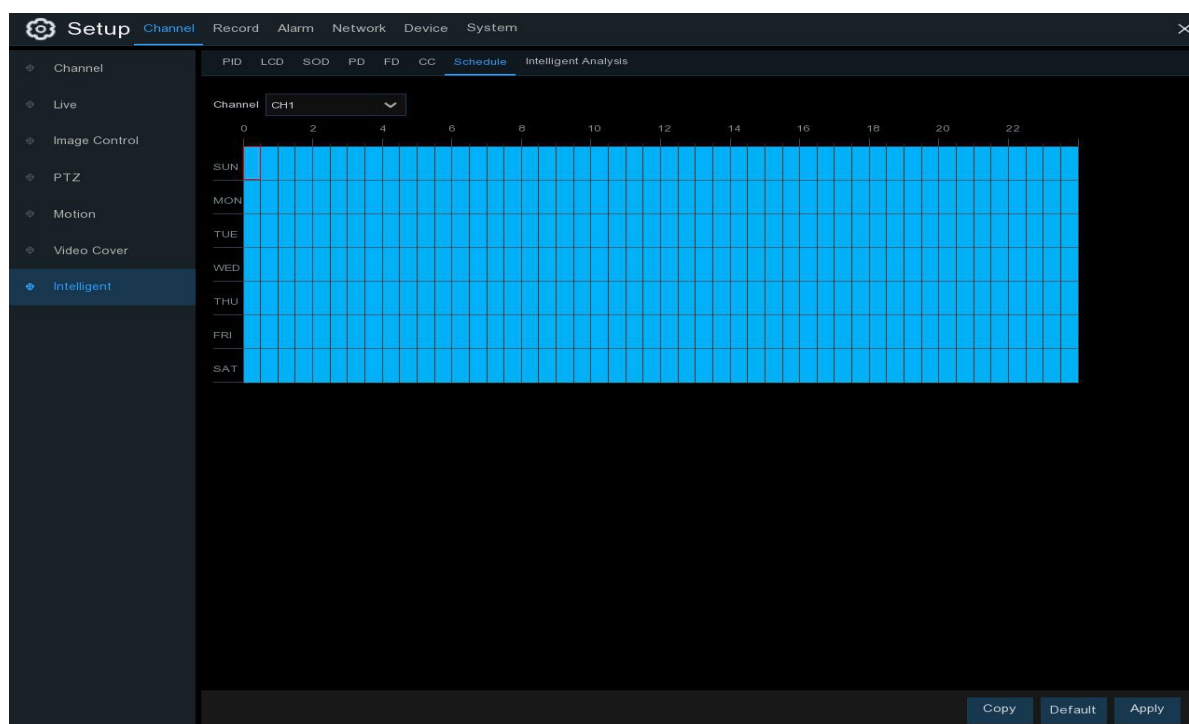 Setup Channel Record Alarm Network Device System
Channel
Live
Image Control
PTZ
Motion
Video Cover
Intelligent
PID LCD SOD PD FD CC Schedule Intelligent Analysis
Channel CH1
0 2 4 6 8 10 12 14 16 18 20 22
SUN
MON
TUE
WED
THU
FRI
SAT
Copy Default Apply